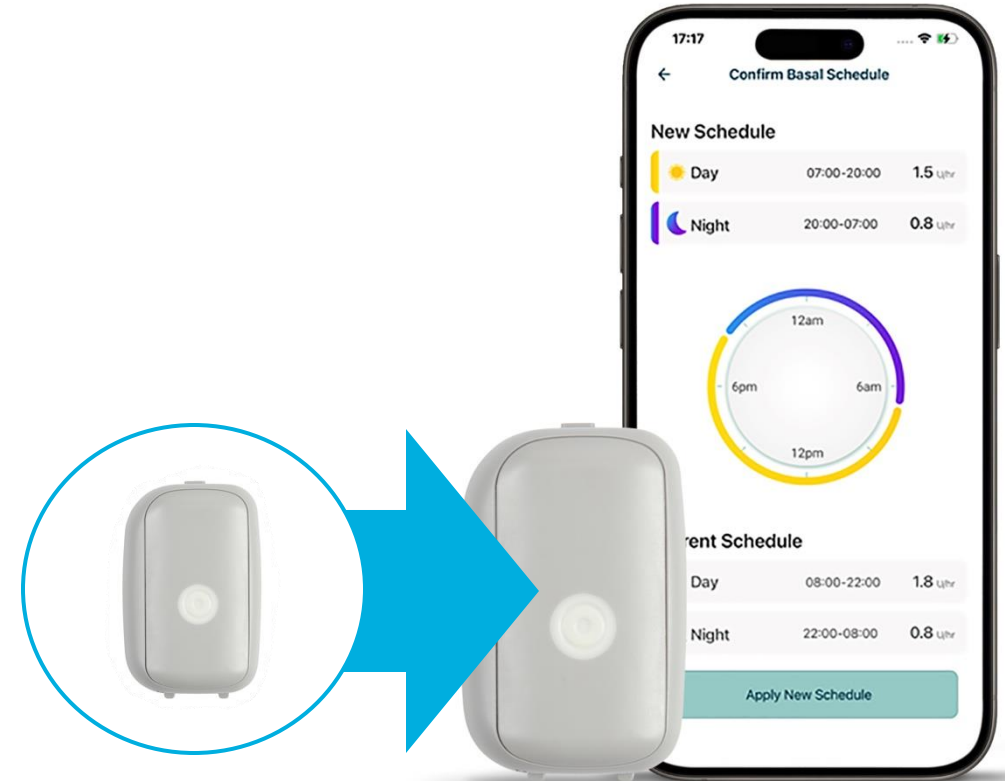 17:17
Confirm Basal Schedule
New Schedule
Day 07:00-20:00 1.5 U/hr
Night 20:00-07:00 0.8 U/hr
12am
6pm 6am
12pm
rent Schedule
Day 08:00-22:00 1.8 U/hr
Night 22:00-08:00 0.8 U/hr
Apply New Schedule